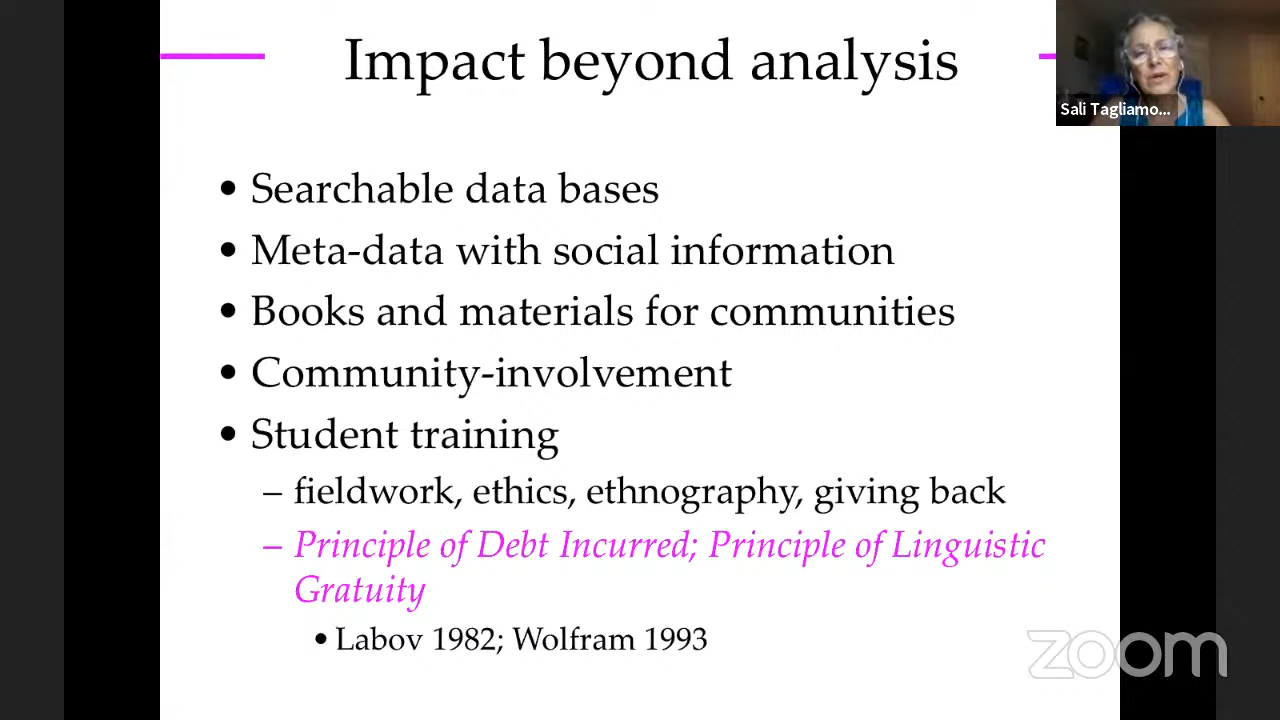 Impact beyond analysis
Sali Tagliamo...
• Searchable data bases
• Meta-data with social information
• Books and materials for communities
• Community-involvement
• Student training
– fieldwork, ethics, ethnography, giving back
– Principle of Debt Incurred; Principle of Linguistic
Gratuity
• Labov 1982; Wolfram 1993
zoom